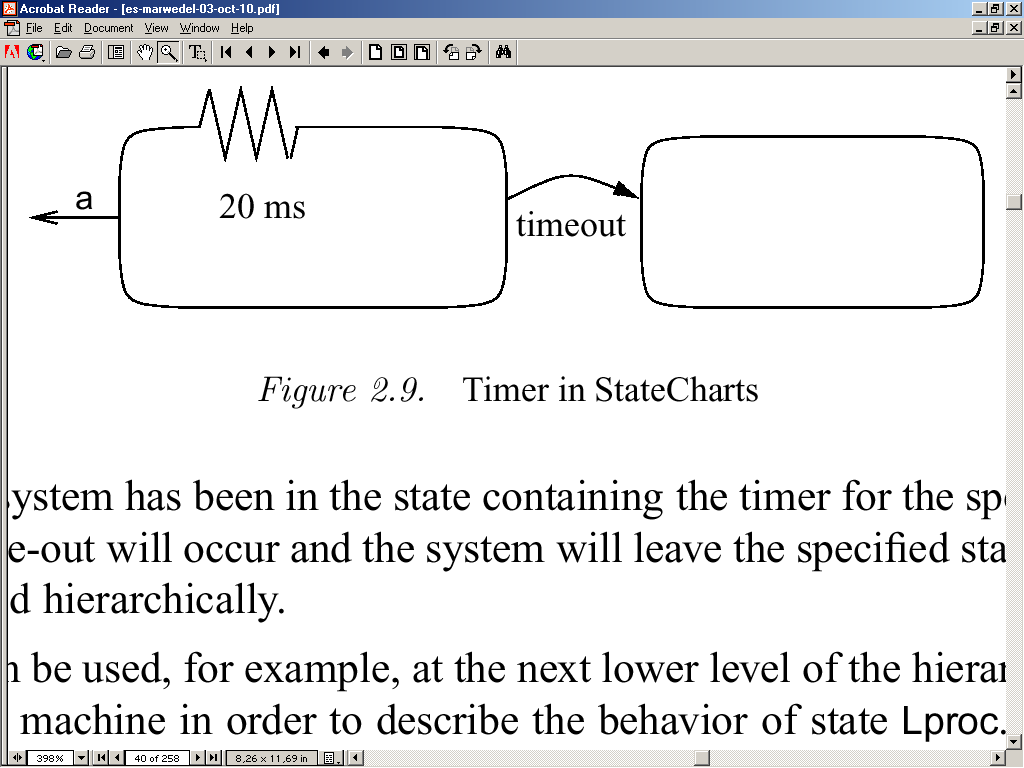 Acrobat Reader - [es-marwedel-03-oct-10.pdf]
File Edit Document View Window Help
a
20 ms
timeout
Figure 2.9. Timer in StateCharts
system has been in the state containing the timer for the spe
e-out will occur and the system will leave the specified sta
d hierarchically.
n be used, for example, at the next lower level of the hierar
machine in order to describe the behavior of state Lproc.
398% 40 of 258 8,26 x 11,69 in